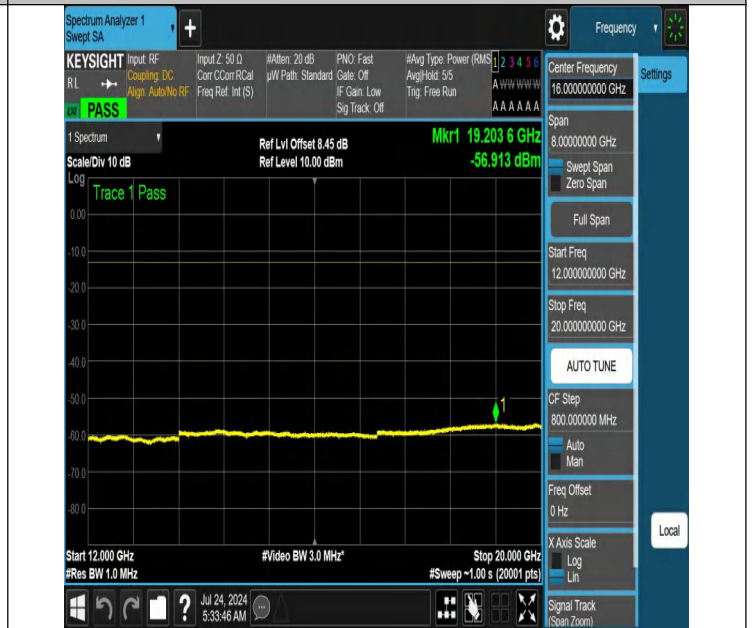 Spectrum Analyzer 1
Swept SA
+
Frequency
KEYSIGHT
RL
PASS
Input: RF
Coupling: DC
Align: Auto/No RF
Input Z: 50 Ω
Corr CCorr RCal
Freq Ref: Int (S)
#Atten: 20 dB
µW Path: Standard
PNO: Fast
Gate: Off
IF Gain: Low
Sig Track: Off
#Avg Type: Power (RMS
Avg|Hold: 5/5
Trig: Free Run
1 2 3 4 5 6
A W W W W W
A A A A A A
1 Spectrum
Scale/Div 10 dB
Ref Lvl Offset 8.45 dB
Ref Level 10.00 dBm
Mkr1 19.203 6 GHz
-56.913 dBm
Log
Trace 1 Pass
0.00
-10.0
-20.0
-30.0
-40.0
-50.0
-60.0
-70.0
-80.0
1
Start 12.000 GHz
#Res BW 1.0 MHz
#Video BW 3.0 MHz*
Stop 20.000 GHz
#Sweep ~1.00 s (20001 pts)
Center Frequency
16.000000000 GHz
Settings
Span
8.00000000 GHz
Swept Span
Zero Span
Full Span
Start Freq
12.000000000 GHz
Stop Freq
20.000000000 GHz
AUTO TUNE
CF Step
800.000000 MHz
Auto
Man
Freq Offset
0 Hz
X Axis Scale
Log
Lin
Local
Signal Track
(Span Zoom)
?
Jul 24, 2024
5:33:46 AM